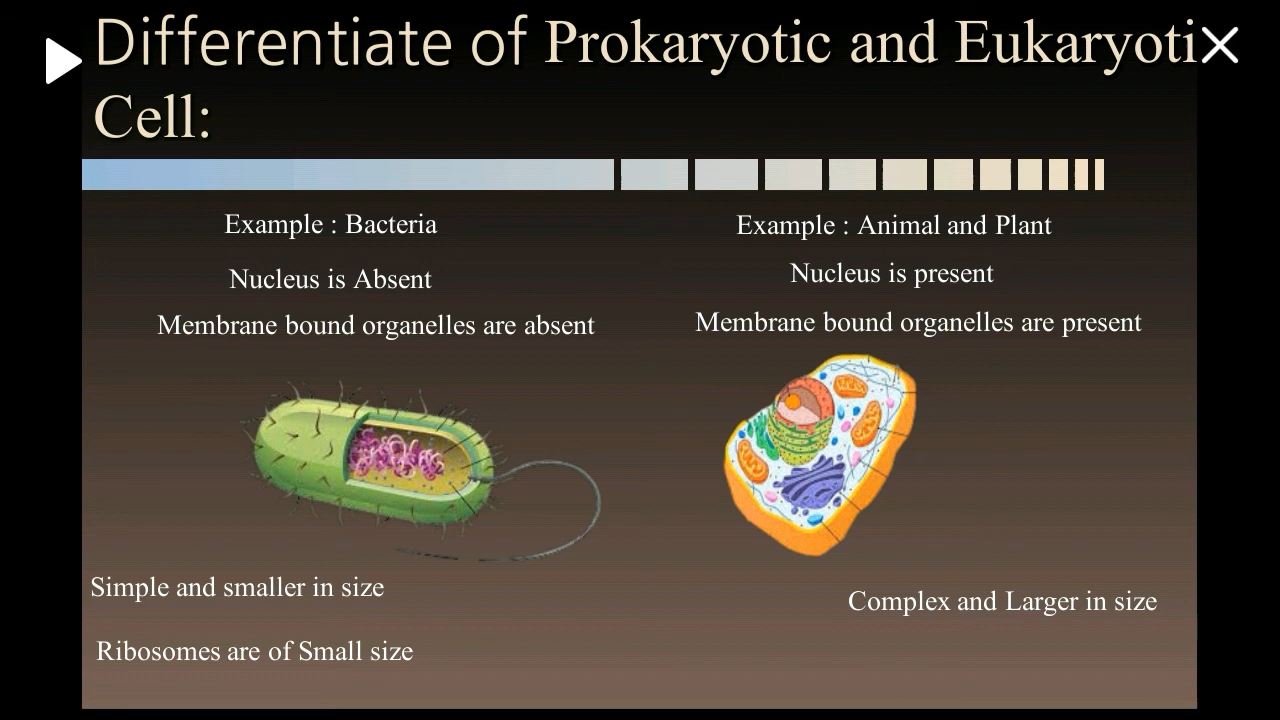 Differentiate of Prokaryotic and Eukaryoti
Cell:
Example : Bacteria
Nucleus is Absent
Membrane bound organelles are absent
Simple and smaller in size
Ribosomes are of Small size
Example : Animal and Plant
Nucleus is present
Membrane bound organelles are present
Complex and Larger in size